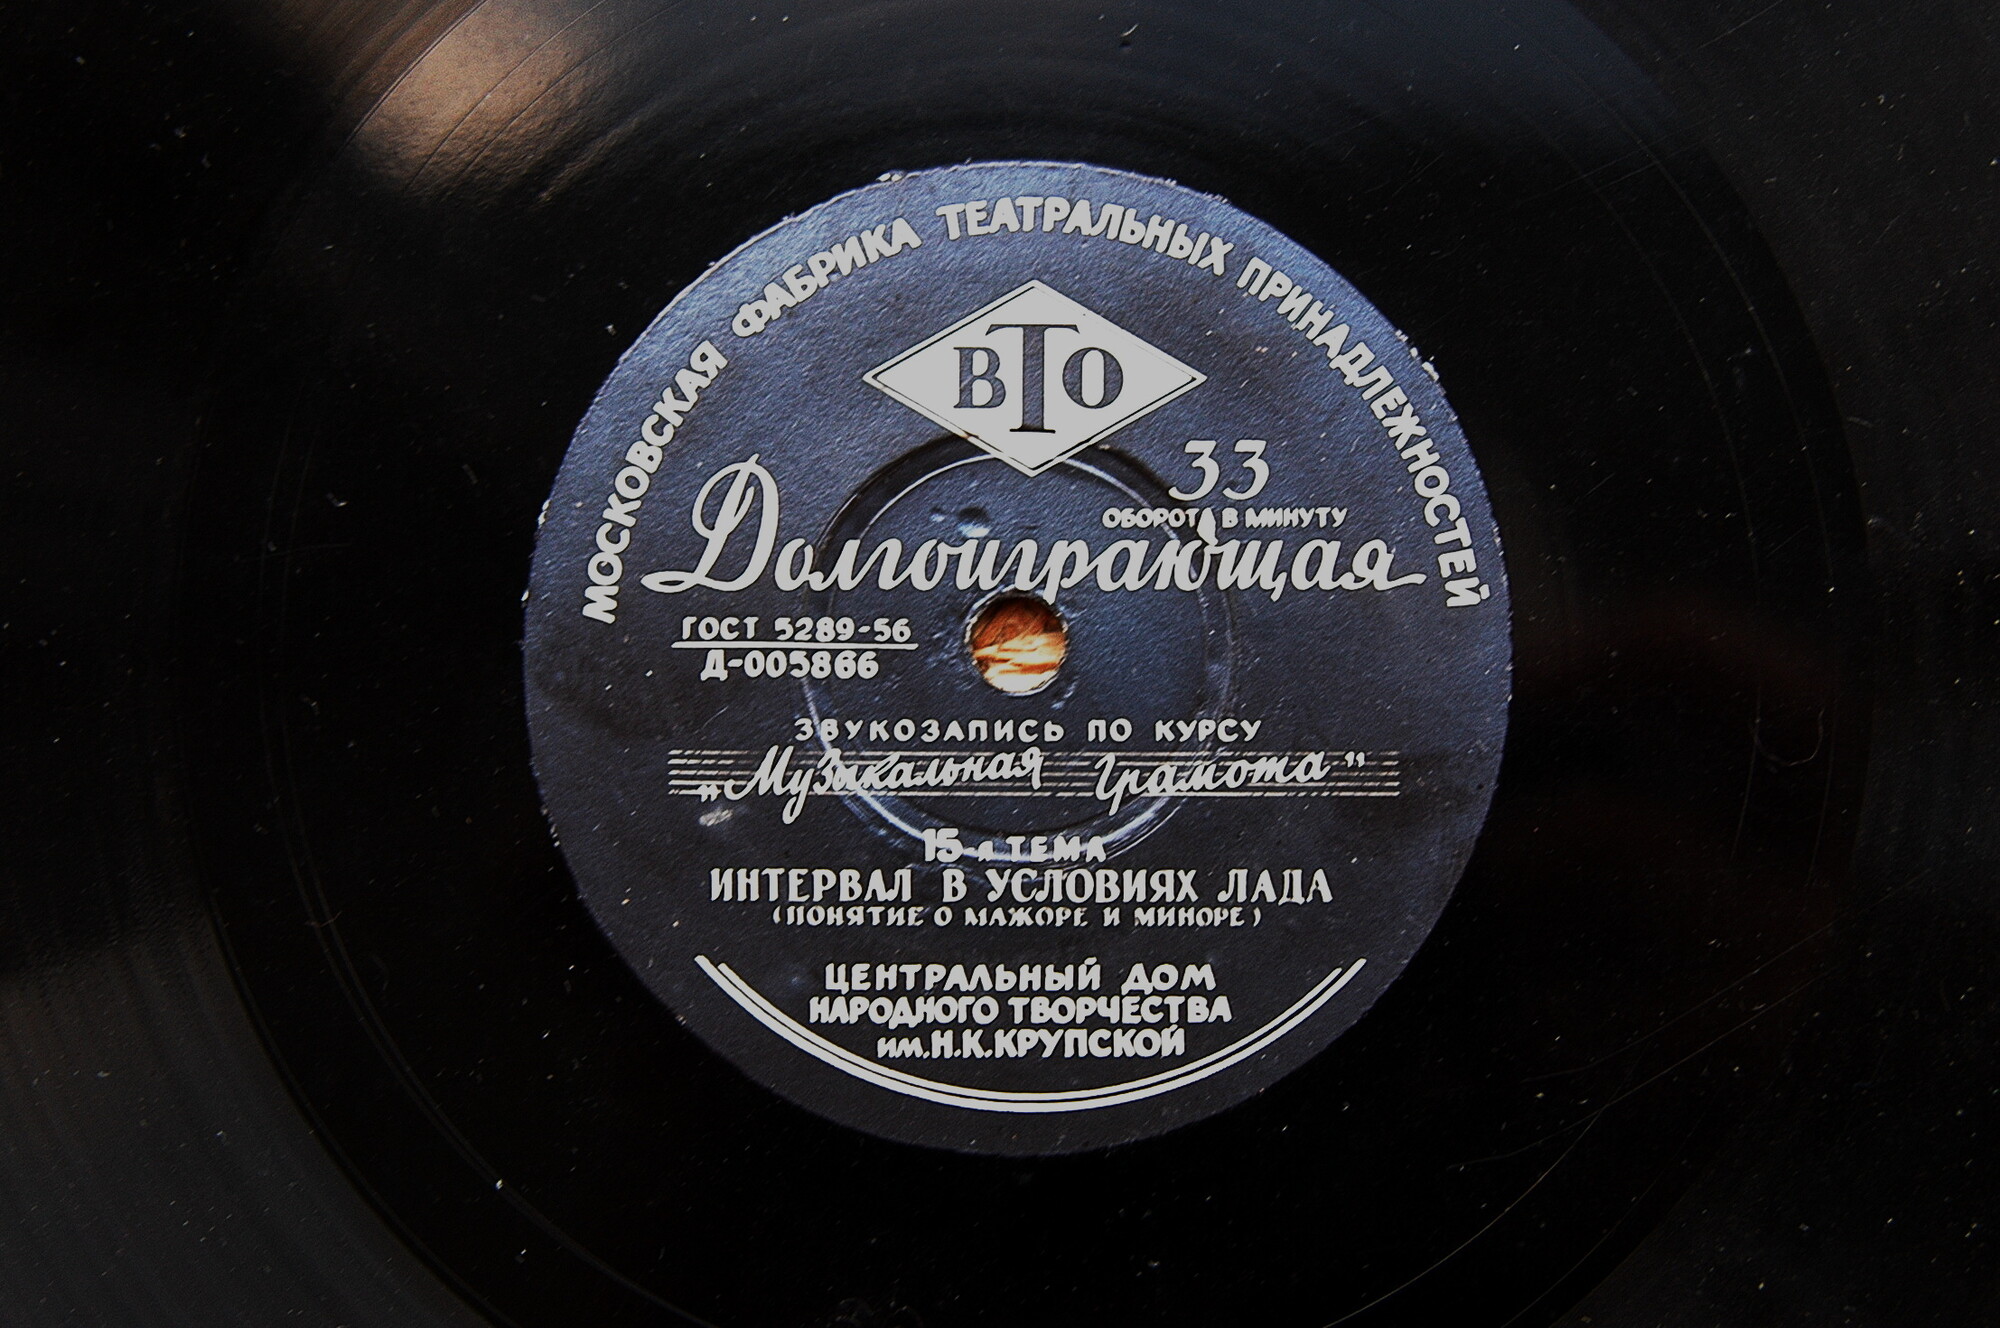 МОСКОВСКАЯ ФАБРИКА ТЕАТРАЛЬНЫХ ПРИНАДЛЕЖНОСТЕЙ
ВТО
33
ОБОРОТА В МИНУТУ
Долгоиграющая
ГОСТ 5289-56
Д-005866
ЗВУКОЗАПИСЬ ПО КУРСУ
„Музыкальная грамота"
15-я ТЕМА
ИНТЕРВАЛ В УСЛОВИЯХ ЛАДА
(ПОНЯТИЕ О МАЖОРЕ И МИНОРЕ)
ЦЕНТРАЛЬНЫЙ ДОМ
НАРОДНОГО ТВОРЧЕСТВА
им. Н.К.КРУПСКОЙ